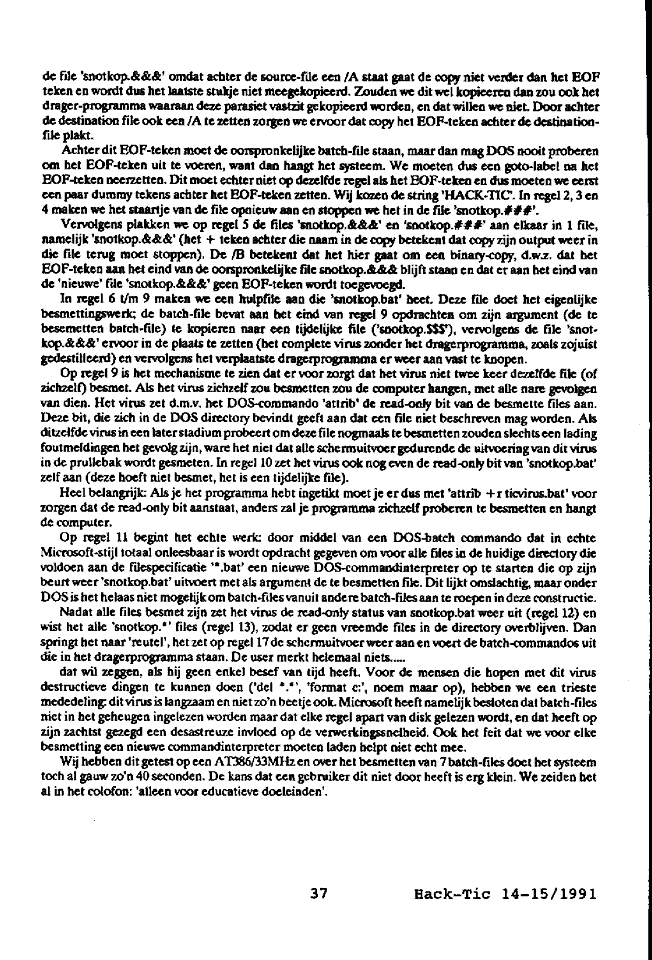 de file 'snotkop.&&&' omdat achter de source-file een /A staat gaat de copy niet verder dan het EOF
teken en wordt dus het laatste stukje niet meegekopieerd. Zouden we dit wel kopieeren dan zou ook het
drager-programma waaraan deze parasiet vastzit gekopieerd worden, en dat willen we niet. Door achter
de destination file ook een /A te zetten zorgen we ervoor dat copy het EOF-teken achter de destination-
file plakt.
Achter dit EOF-teken moet de oorspronkelijke batch-file staan, maar dan mag DOS nooit proberen
om het EOF-teken uit te voeren, want dan hangt het systeem. We moeten dus een goto-label na het
EOF-teken neerzetten. Dit moet echter niet op dezelfde regel als het EOF-teken en dus moeten we eerst
een paar dummy tekens achter het EOF-teken zetten. Wij kozen de string 'HACK-TIC'. In regel 2, 3 en
4 maken we het staartje van de file opnieuw aan en stoppen we het in de file 'snotkop.###'.
Vervolgens plakken we op regel 5 de files 'snotkop.&&&' en 'snotkop.###' aan elkaar in 1 file,
namelijk 'snotkop.&&&' (het + teken achter die naam in de copy betekent dat copy zijn output weer in
die file terug moet stoppen). De /B betekent dat het hier gaat om een binary-copy, d.w.z. dat het
EOF-teken aan het eind van de oorspronkelijke file snotkop.&&& blijft staan en dat er aan het eind van
de 'nieuwe' file 'snotkop.&&&' geen EOF-teken wordt toegevoegd.
In regel 6 t/m 9 maken we een hulpfile aan die 'snotkop.bat' heet. Deze file doet het eigenlijke
besmettingswerk; de batch-file bevat aan het eind van regel 9 opdrachten om zijn argument (de te
besemetten batch-file) te kopieren naar een tijdelijke file ('snotkop.$$$'), vervolgens de file 'snot-
kop.&&&' ervoor in de plaats te zetten (het complete virus zonder het dragerprogramma, zoals zojuist
gedestilleerd) en vervolgens het verplaatste dragerprogramma er weer aan vast te knopen.
Op regel 9 is het mechanisme te zien dat er voor zorgt dat het virus niet twee keer dezelfde file (of
zichzelf) besmet. Als het virus zichzelf zou besmetten zou de computer hangen, met alle nare gevolgen
van dien. Het virus zet d.m.v. het DOS-commando 'attrib' de read-only bit van de besmette files aan.
Deze bit, die zich in de DOS directory bevindt geeft aan dat een file niet beschreven mag worden. Als
ditzelfde virus in een later stadium probeert om deze file nogmaals te besmetten zouden slechts een lading
foutmeldingen het gevolg zijn, ware het niet dat alle schermuitvoer gedurende de uitvoering van dit virus
in de prullebak wordt gesmeten. In regel 10 zet het virus ook nog even de read-only bit van 'snotkop.bat'
zelf aan (deze hoeft niet besmet, het is een tijdelijke file).
Heel belangrijk: Als je het programma hebt ingetikt moet je er dus met 'attrib +r ticvirus.bat' voor
zorgen dat de read-only bit aanstaat, anders zal je programma zichzelf proberen te besmetten en hangt
de computer.
Op regel 11 begint het echte werk: door middel van een DOS-batch commando dat in echte
Microsoft-stijl totaal onleesbaar is wordt opdracht gegeven om voor alle files in de huidige directory die
voldoen aan de filespecificatie '*.bat' een nieuwe DOS-commandinterpreter op te starten die op zijn
beurt weer 'snotkop.bat' uitvoert met als argument de te besmetten file. Dit lijkt omslachtig, maar onder
DOS is het helaas niet mogelijk om batch-files vanuit andere batch-files aan te roepen in deze constructie.
Nadat alle files besmet zijn zet het virus de read-only status van snotkop.bat weer uit (regel 12) en
wist het alle 'snotkop.*' files (regel 13), zodat er geen vreemde files in de directory overblijven. Dan
springt het naar 'reutel', het zet op regel 17 de schermuitvoer weer aan en voert de batch-commandos uit
die in het dragerprogramma staan. De user merkt helemaal niets.....
dat wil zeggen, als hij geen enkel besef van tijd heeft. Voor de mensen die hopen met dit virus
destructieve dingen te kunnen doen ('del *.*', 'format c:', noem maar op), hebben we een trieste
mededeling: dit virus is langzaam en niet zo'n beetje ook. Microsoft heeft namelijk besloten dat batch-files
niet in het geheugen ingelezen worden maar dat elke regel apart van disk gelezen wordt, en dat heeft op
zijn zachtst gezegd een desastreuze invloed op de verwerkingssnelheid. Ook het feit dat we voor elke
besmetting een nieuwe commandinterpreter moeten laden helpt niet echt mee.
Wij hebben dit getest op een AT386/33MHz en over het besmetten van 7 batch-files doet het systeem
toch al gauw zo'n 40 seconden. De kans dat een gebruiker dit niet door heeft is erg klein. We zeiden het
al in het colofon: 'alleen voor educatieve doeleinden'.
37 Hack-Tic 14-15/1991